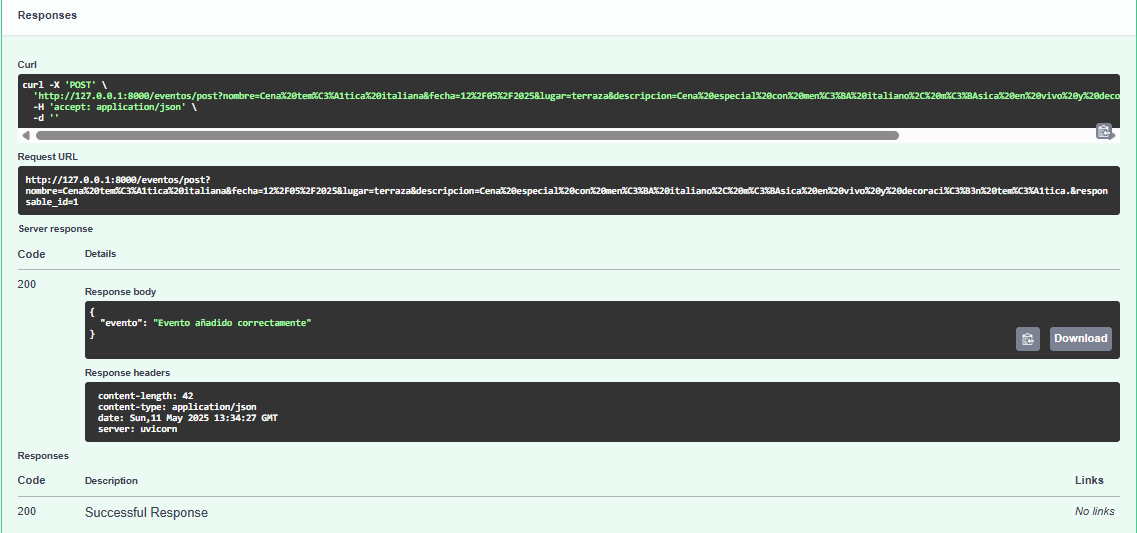 Responses
Curl
curl -X 'POST' \
'http://127.0.0.1:8000/eventos/post?nombre=Cena%20tem%C3%A1tica%20italiana&fecha=12%2F05%2F2025&lugar=terraza&descripcion=Cena%20especial%20con%20men%C3%BA%20italiano%2C%20m%C3%BAsica%20en%20vivo%20y%20deco
-H 'accept: application/json' \
-d ''
Request URL
http://127.0.0.1:8000/eventos/post?
nombre=Cena%20tem%C3%A1tica%20italiana&fecha=12%2F05%2F2025&lugar=terraza&descripcion=Cena%20especial%20con%20men%C3%BA%20italiano%2C%20m%C3%BAsica%20en%20vivo%20y%20decoraci%C3%B3n%20tem%C3%A1tica.&respon
sable_id=1
Server response
Code Details
200
Response body
{
"evento": "Evento añadido correctamente"
}
Download
Response headers
content-length: 42
content-type: application/json
date: Sun,11 May 2025 13:34:27 GMT
server: uvicorn
Responses
Code Description Links
200 Successful Response No links